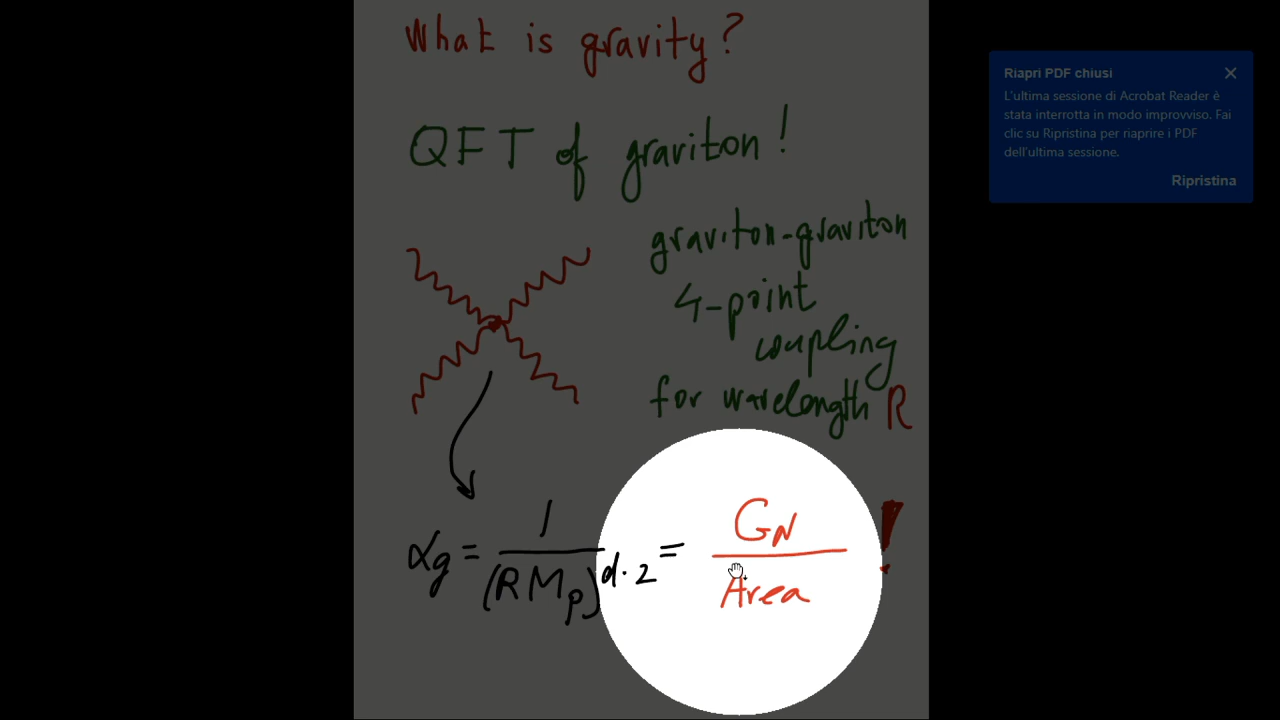 What is gravity?
QFT of graviton!
graviton-graviton
4-point
coupling
for wavelength R
αg = 1/(RMp)^d-2 = GN/Area !
Riapri PDF chiusi
L'ultima sessione di Acrobat Reader è
stata interrotta in modo improvviso. Fai
clic su Ripristina per riaprire i PDF
dell'ultima sessione.
Ripristina